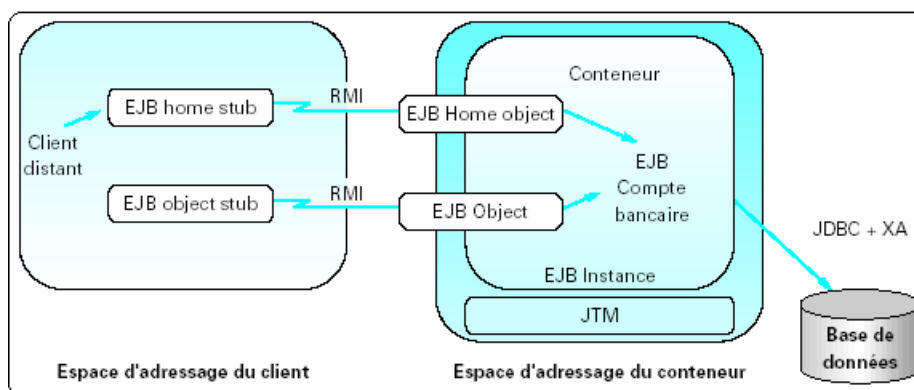 Conteneur
RMI
EJB home stub
EJB Home object
Client
distant
EJB
Compte
bancaire
RMI
EJB object stub
EJB Object
JDBC + XA
EJB Instance
JTM
Base de
données
Espace d'adressage du client
Espace d'adressage du conteneur